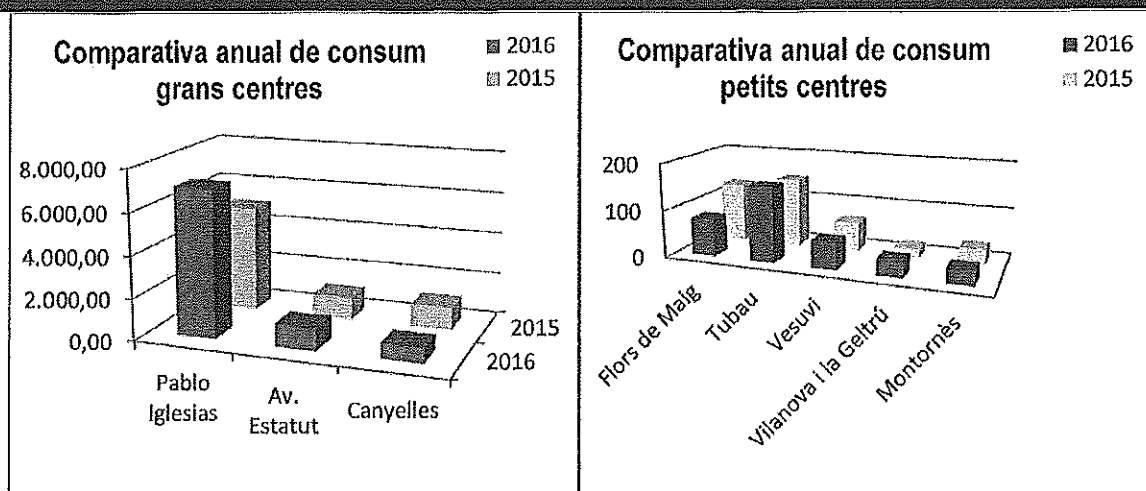 Comparativa anual de consum
grans centres
2016
2015
8.000,00
6.000,00
4.000,00
2.000,00
0,00
2015
2016
Pablo
Iglesias
Av.
Estatut
Canyelles
Comparativa anual de consum
petits centres
2016
2015
200
100
0
Flors de Maig
Tubau
Vesuvi
Vilanova i la Geltrú
Montornès